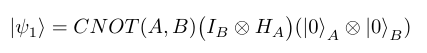 |ψ₁⟩ = CNOT(A, B)(I_B ⊗ H_A)(|0⟩_A ⊗ |0⟩_B)